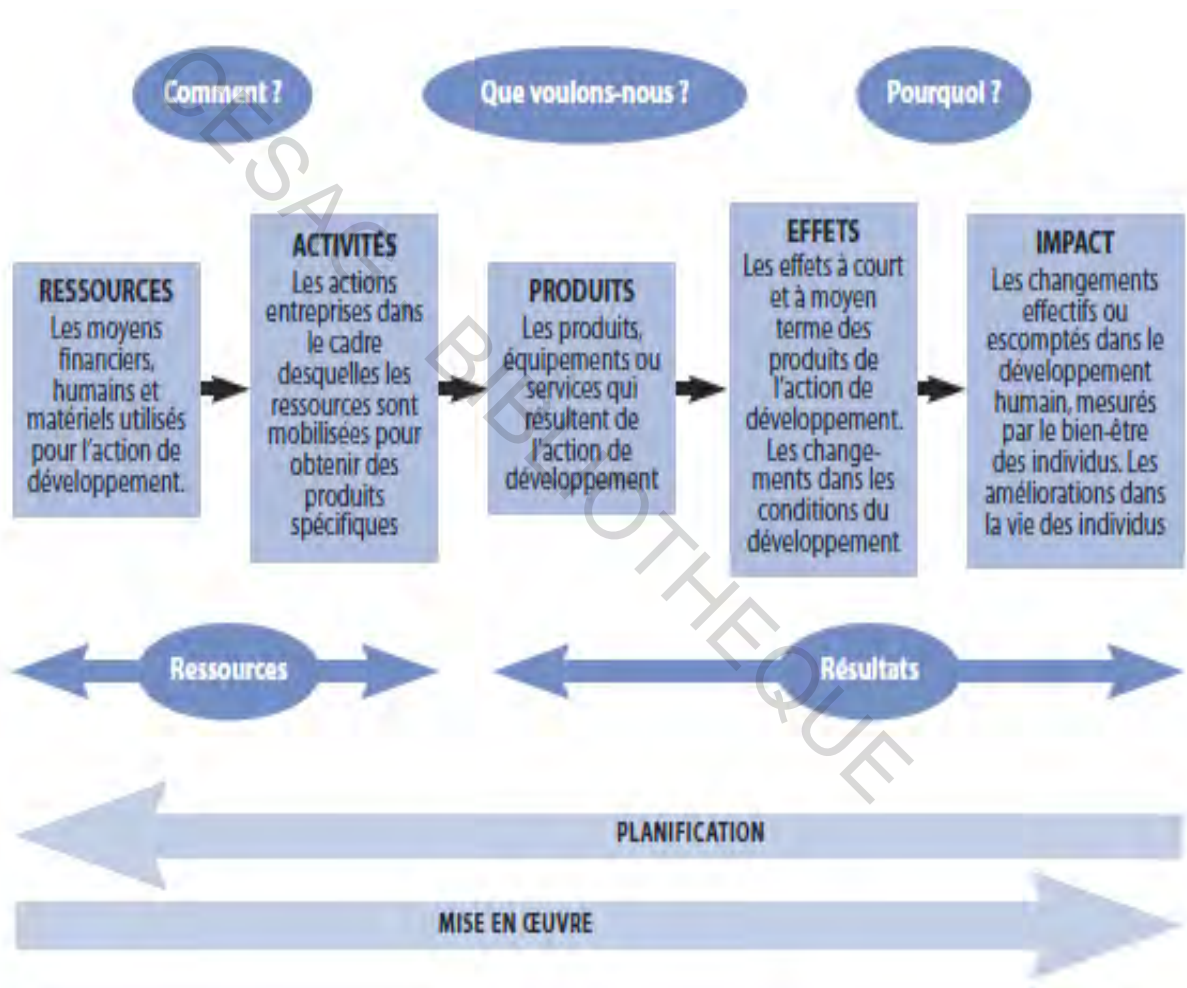 Comment ?
Que voulons-nous ?
Pourquoi ?
RESSOURCES
Les moyens
financiers,
humains et
matériels utilisés
pour l'action de
développement.
ACTIVITÉS
Les actions
entreprises dans
le cadre
desquelles les
ressources sont
mobilisées pour
obtenir des
produits
spécifiques
PRODUITS
Les produits,
équipements ou
services qui
résultent de
l'action de
développement
EFFETS
Les effets à court
et à moyen
terme des
produits de
l'action de
développement.
Les change-
ments dans les
conditions du
développement
IMPACT
Les changements
effectifs ou
escomptés dans le
développement
humain, mesurés
par le bien-être
des individus. Les
améliorations dans
la vie des individus
Ressources
Résultats
PLANIFICATION
MISE EN ŒUVRE
CESAG - BIBLIOTHEQUE